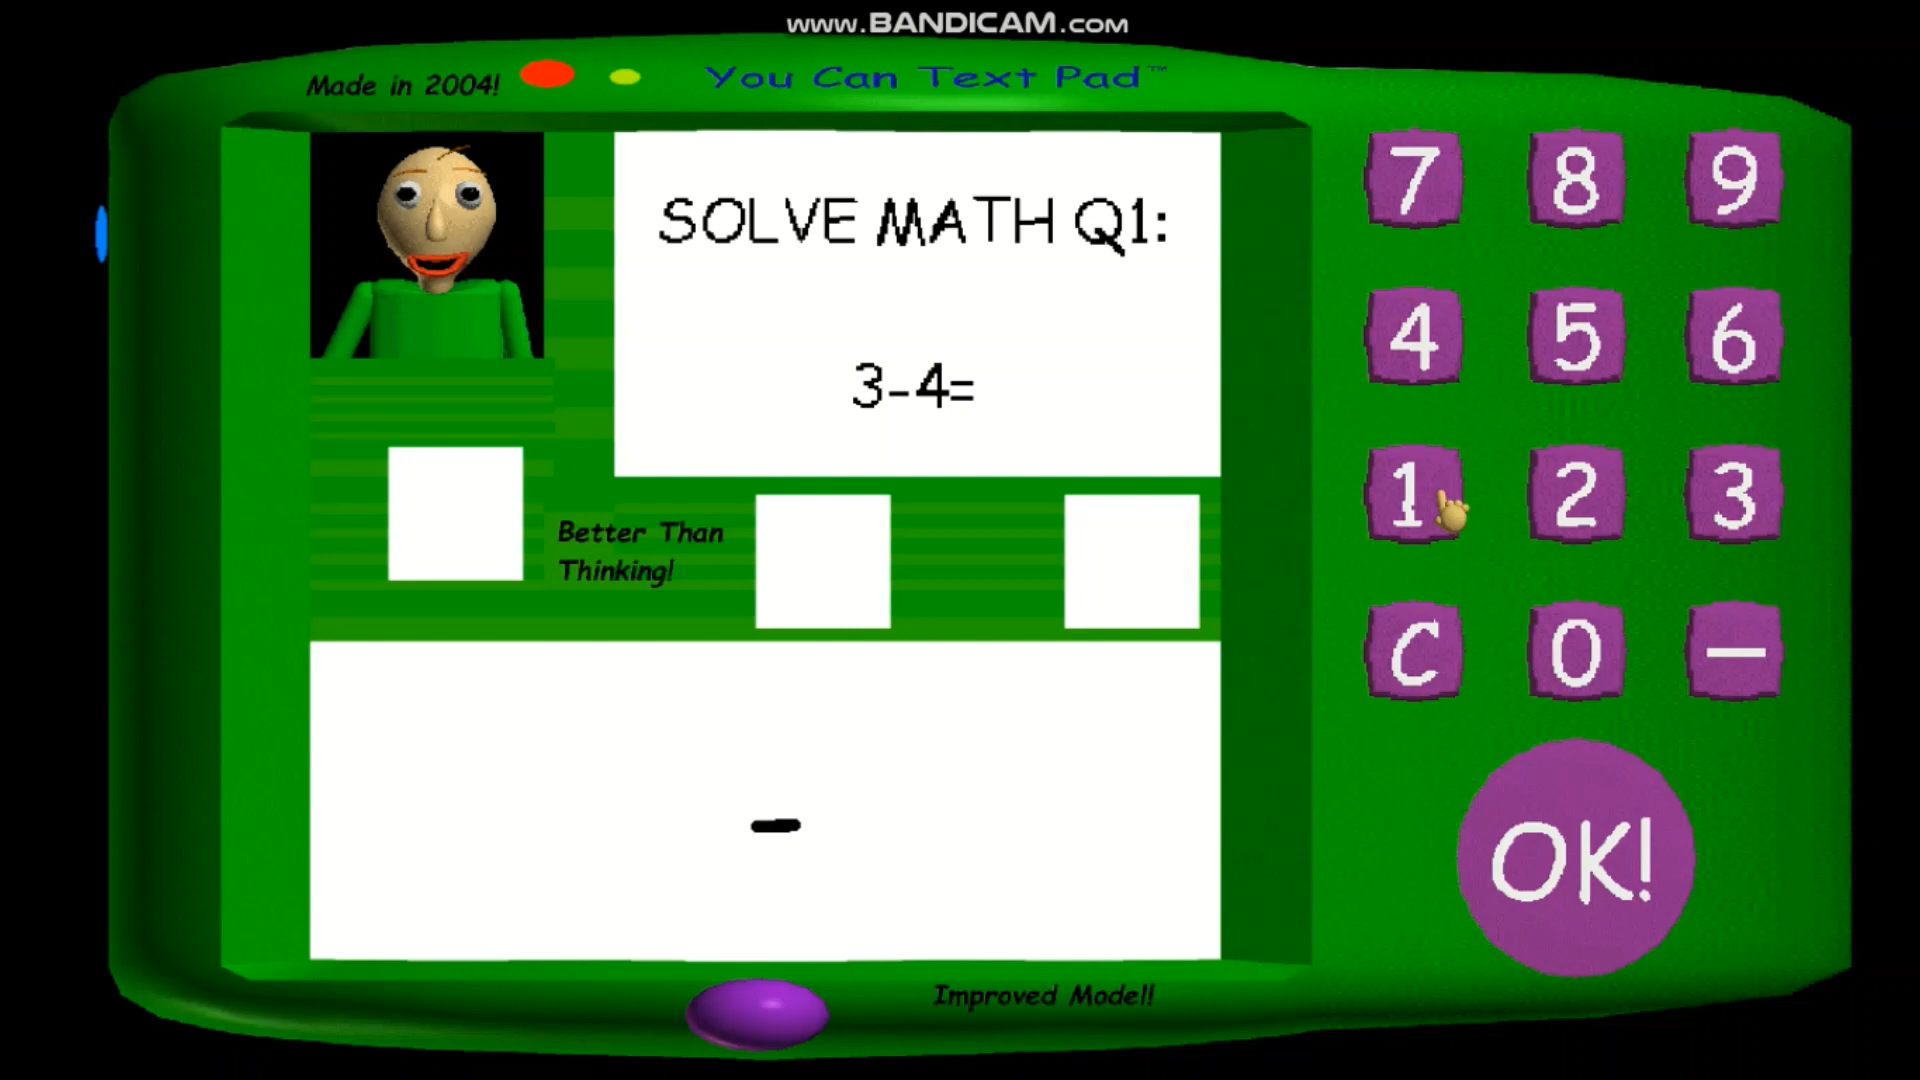 www.BANDICAM.com
Made in 2004!
You Can Text Pad™
SOLVE MATH Q1:
3-4=
Better Than
Thinking!
-
Improved Model!
7 8 9
4 5 6
1 2 3
C 0 —
OK!